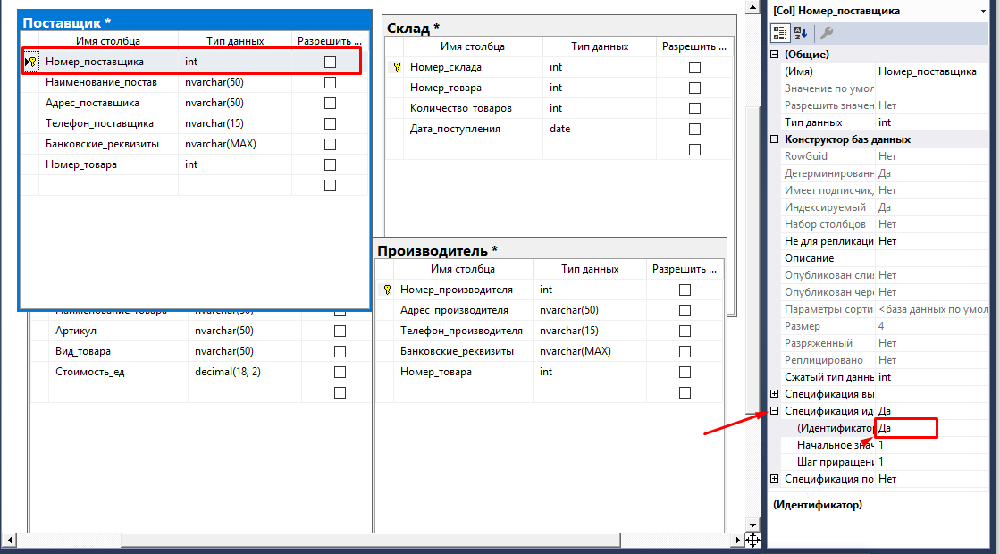 Поставщик *
Имя столбца Тип данных Разрешить ...
Номер_поставщика int
Наименование_постав nvarchar(50)
Адрес_поставщика nvarchar(50)
Телефон_поставщика nvarchar(15)
Банковские_реквизиты nvarchar(MAX)
Номер_товара int
Наименование_товара nvarchar(50)
Артикул nvarchar(50)
Вид_товара nvarchar(50)
Стоимость_ед decimal(18, 2)
Склад *
Имя столбца Тип данных Разрешить ...
Номер_склада int
Номер_товара int
Количество_товаров int
Дата_поступления date
Производитель *
Имя столбца Тип данных Разрешить ...
Номер_производителя int
Адрес_производителя nvarchar(50)
Телефон_производителя nvarchar(15)
Банковские_реквизиты nvarchar(MAX)
Номер_товара int
[Col] Номер_поставщика
(Общие)
(Имя) Номер_поставщика
Значение по умол
Разрешить значен Нет
Тип данных int
Конструктор баз данных
RowGuid Нет
Детерминированн Да
Имеет подписчик, Нет
Индексируемый Да
Набор столбцов Нет
Не для репликаци Нет
Описание
Опубликован слия Нет
Опубликован чере Нет
Параметры сорти <база данных по умол
Размер 4
Разряженный Нет
Реплицировано Нет
Сжатый тип данны int
Спецификация вы
Спецификация ид Да
(Идентификатор Да
Начальное знач 1
Шаг приращени 1
Спецификация по Нет
(Идентификатор)